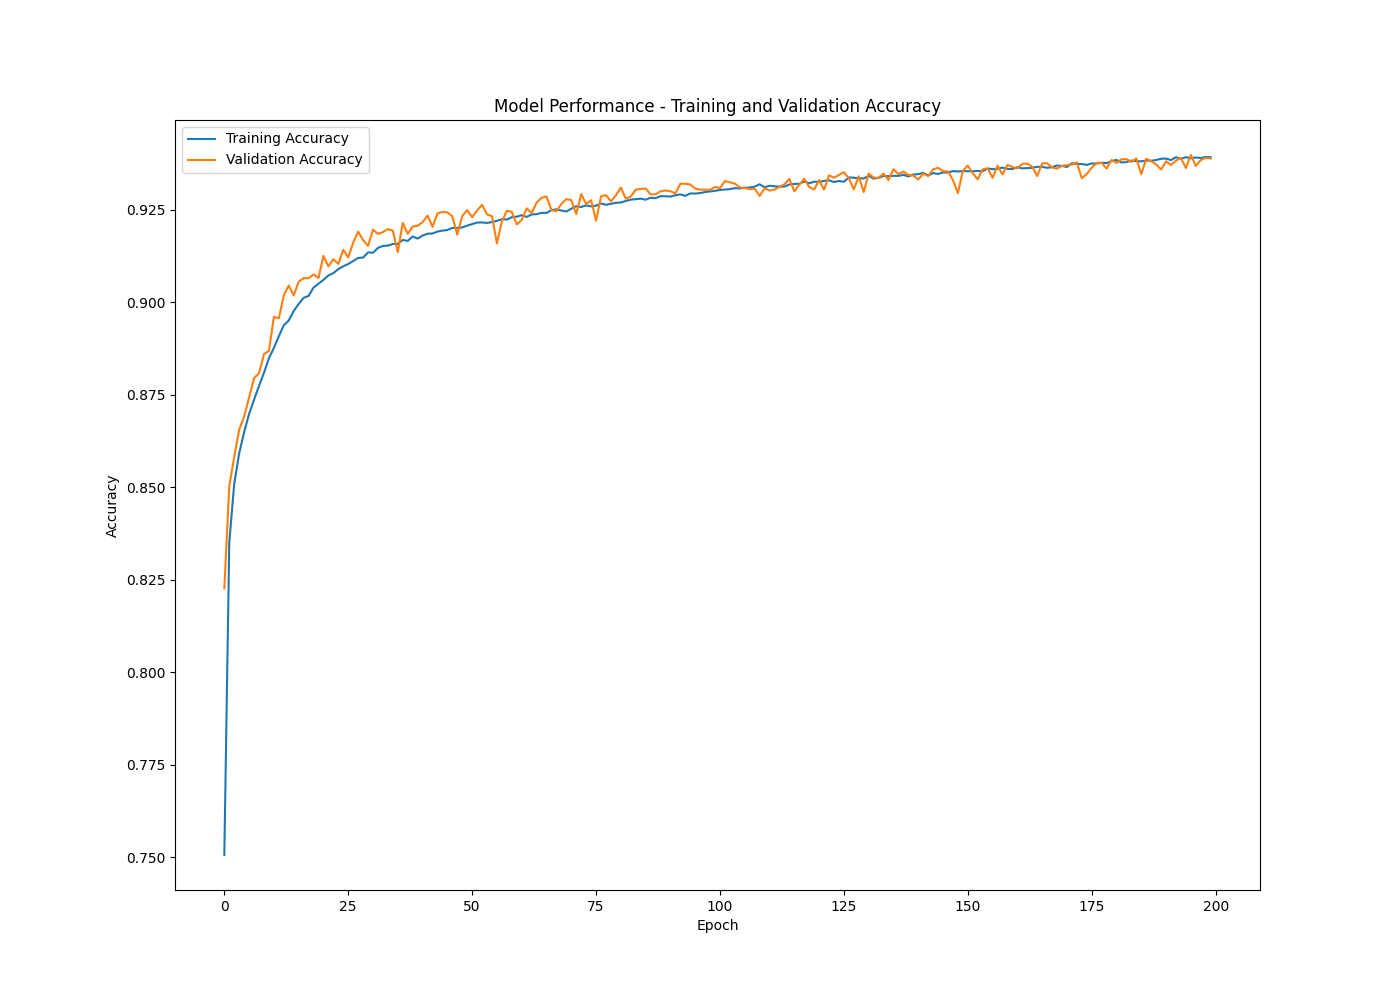 Model Performance - Training and Validation Accuracy
Training Accuracy
Validation Accuracy
0.925
0.900
0.875
0.850
0.825
0.800
0.775
0.750
Accuracy
0 25 50 75 100 125 150 175 200
Epoch